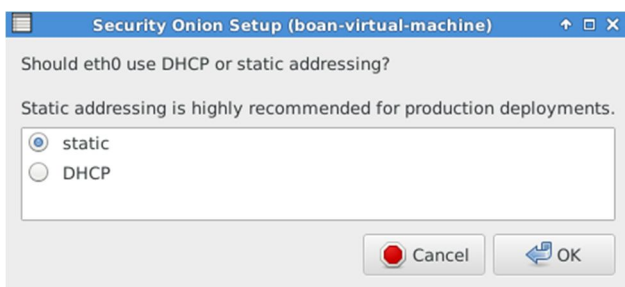 Security Onion Setup (boan-virtual-machine)
Should eth0 use DHCP or static addressing?
Static addressing is highly recommended for production deployments.
static
DHCP
Cancel OK